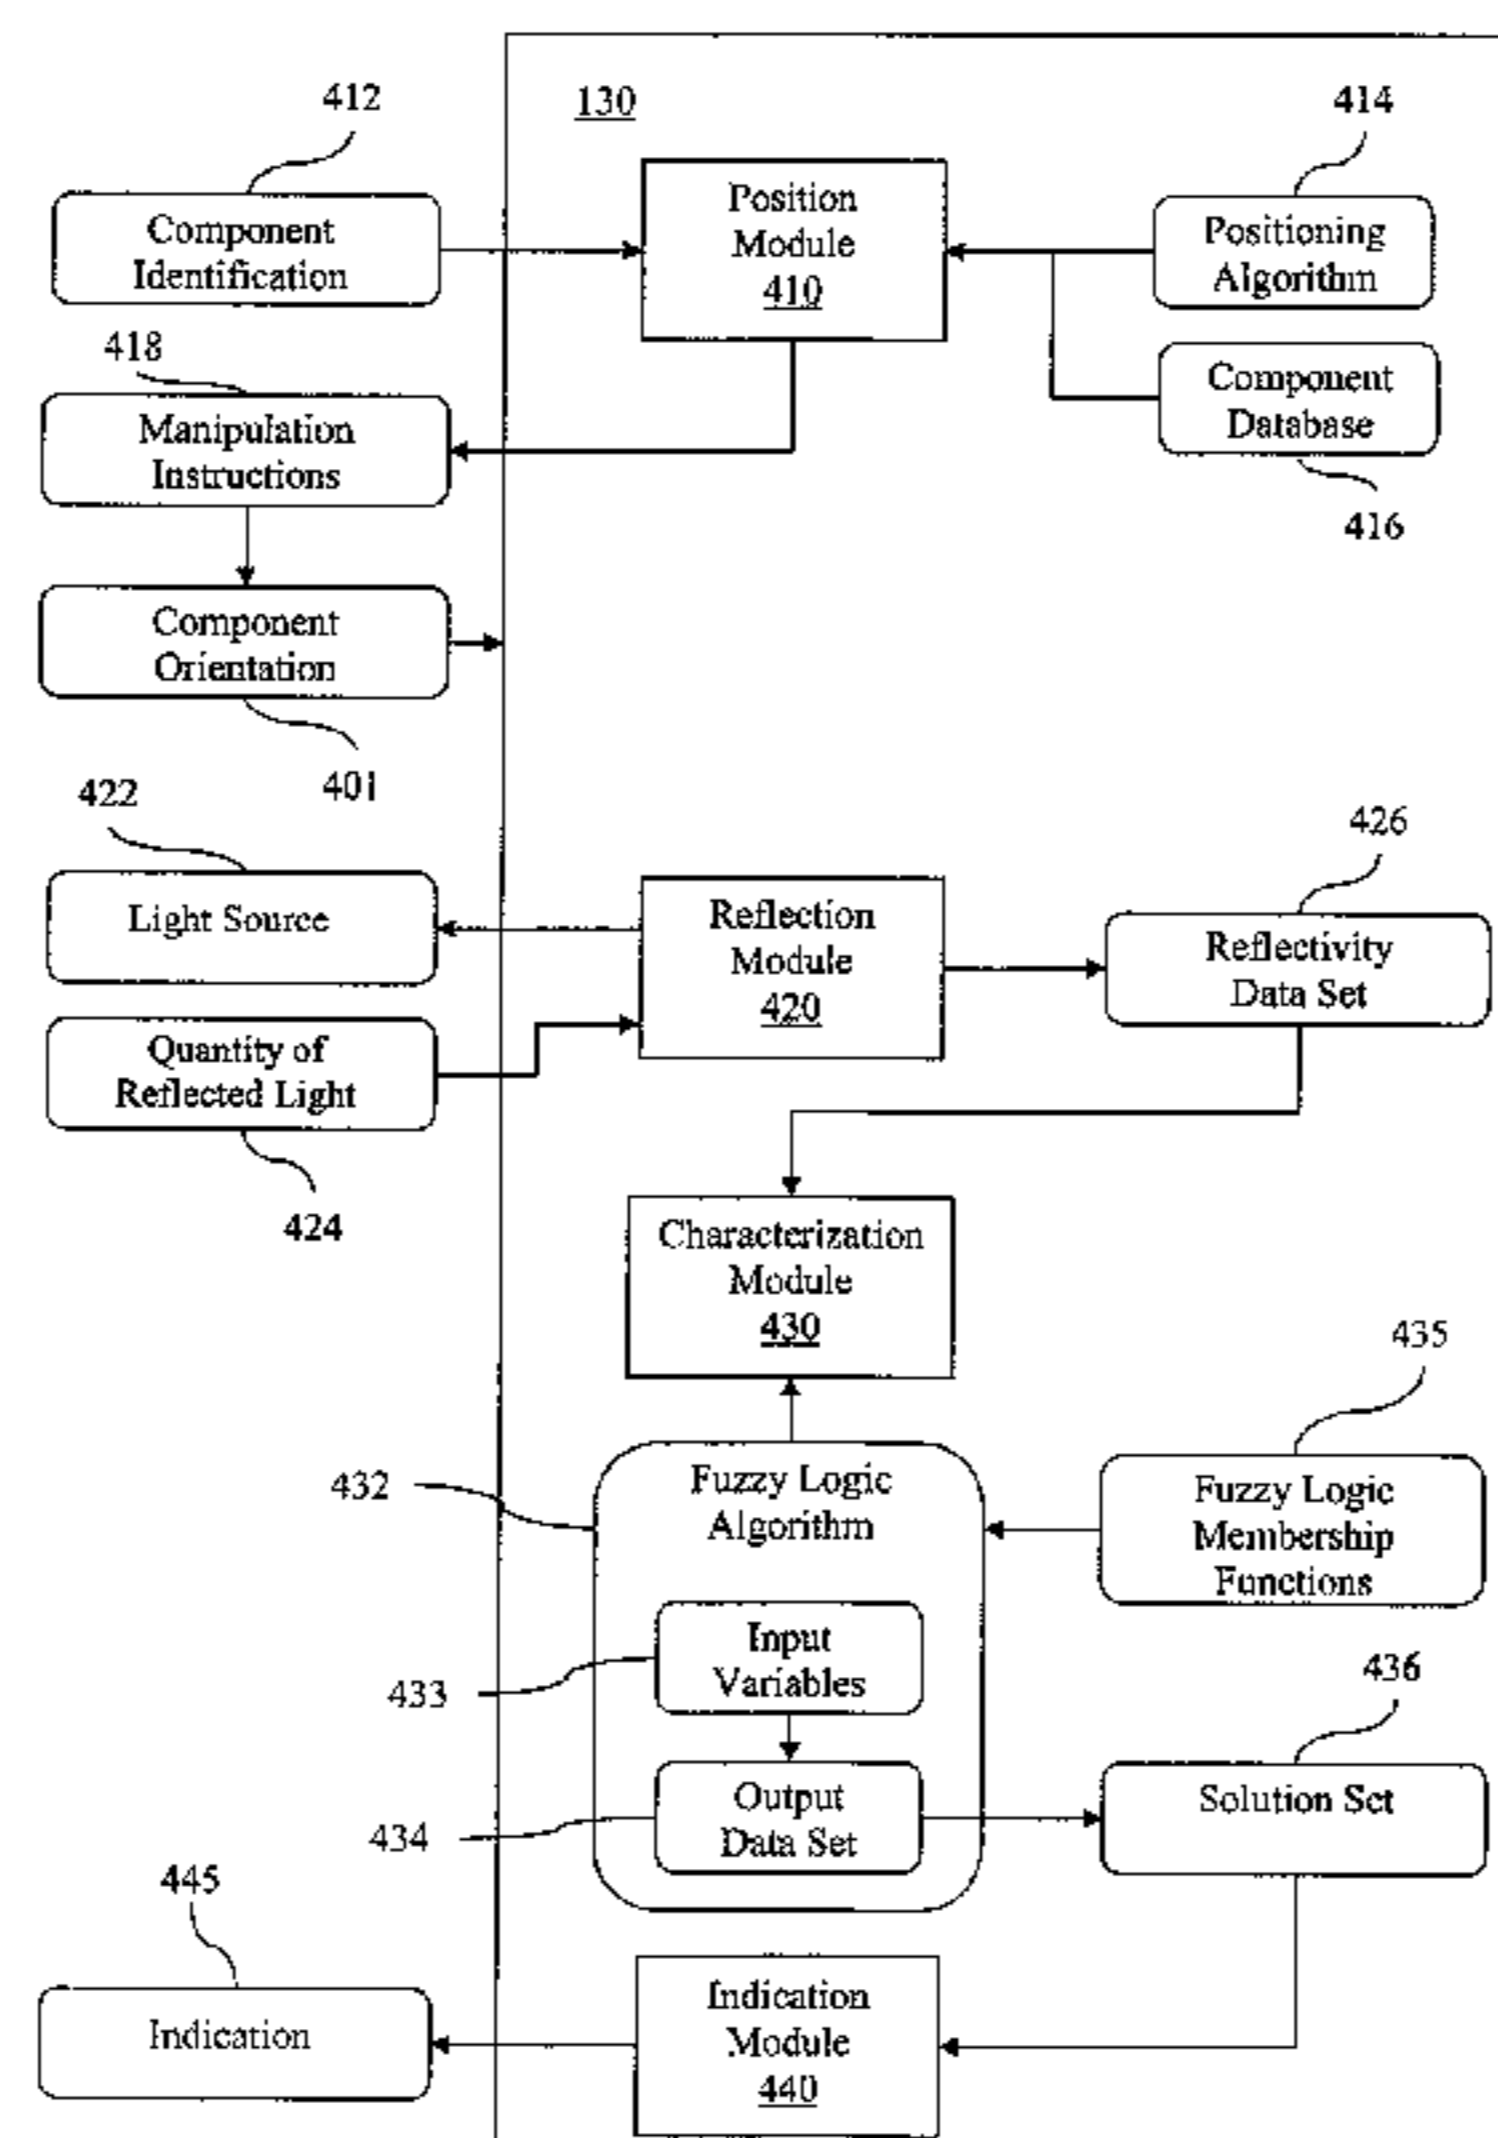 412
130
414
Component
Identification
Position
Module
410
Positioning
Algorithm
418
Manipulation
Instructions
Component
Database
416
Component
Orientation
401
422
426
Light Source
Reflection
Module
420
Reflectivity
Data Set
Quantity of
Reflected Light
424
Characterization
Module
430
435
432
Fuzzy Logic
Algorithm
Fuzzy Logic
Membership
Functions
Input
Variables
433
436
Output
Data Set
434
Solution Set
445
Indication
Indication
Module
440